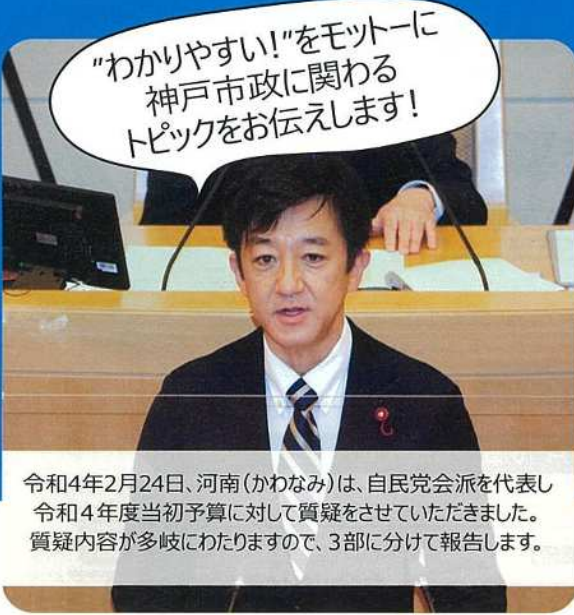 "わかりやすい!"をモットーに
神戸市政に関わる
トピックをお伝えします!
令和4年2月24日、河南(かわなみ)は、自民党会派を代表し
令和4年度当初予算に対して質疑をさせていただきました。
質疑内容が多岐にわたりますので、3部に分けて報告します。